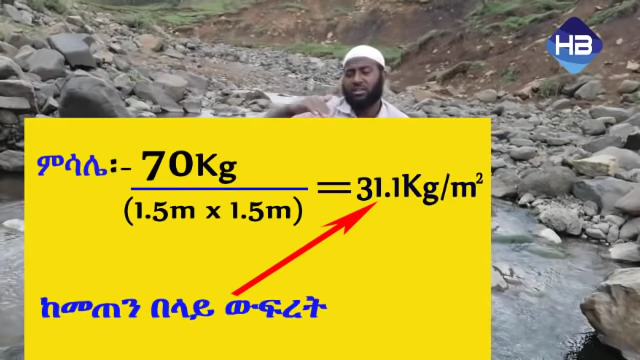 HB
ምሳሌ፡- 70Kg
(1.5m x 1.5m) = 31.1Kg/m²
ከመጠን በላይ ውፍረት